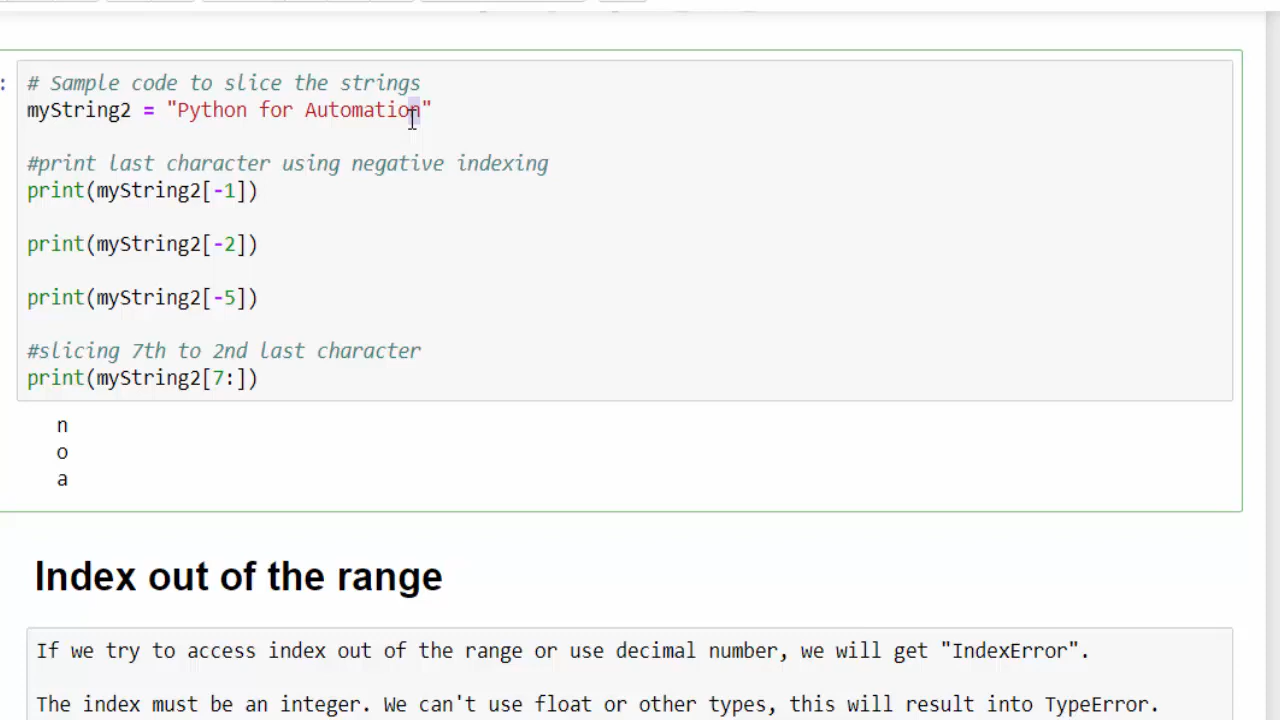 :
# Sample code to slice the strings
myString2 = "Python for Automation"
#print last character using negative indexing
print(myString2[-1])
print(myString2[-2])
print(myString2[-5])
#slicing 7th to 2nd last character
print(myString2[7:])
n
o
a
Index out of the range
If we try to access index out of the range or use decimal number, we will get "IndexError".
The index must be an integer. We can't use float or other types, this will result into TypeError.